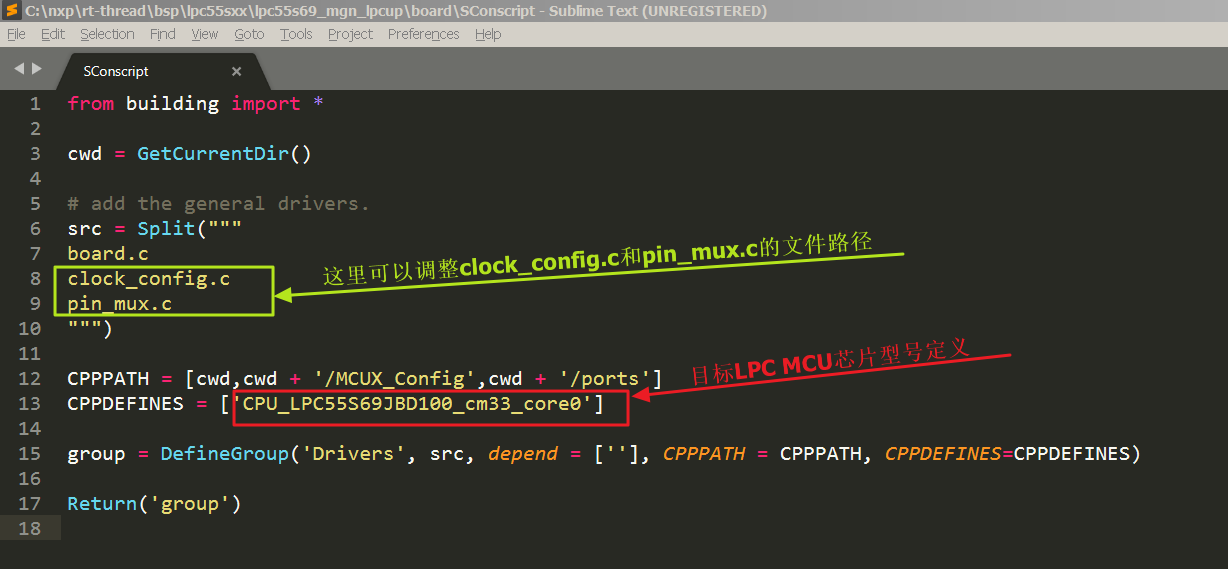 C:\nxp\rt-thread\bsp\lpc55sxx\lpc55s69_mgn_lpcup\board\SConscript - Sublime Text (UNREGISTERED)
File Edit Selection Find View Goto Tools Project Preferences Help
SConscript ×
1 from building import *
2
3 cwd = GetCurrentDir()
4
5 # add the general drivers.
6 src = Split("""
7 board.c
这里可以调整clock_config.c和pin_mux.c的文件路径
8 clock_config.c
9 pin_mux.c
10 """)
11
目标LPC MCU芯片型号定义
12 CPPPATH = [cwd,cwd + '/MCUX_Config',cwd + '/ports']
13 CPPDEFINES = ['CPU_LPC55S69JBD100_cm33_core0']
14
15 group = DefineGroup('Drivers', src, depend = [''], CPPPATH = CPPPATH, CPPDEFINES=CPPDEFINES)
16
17 Return('group')
18